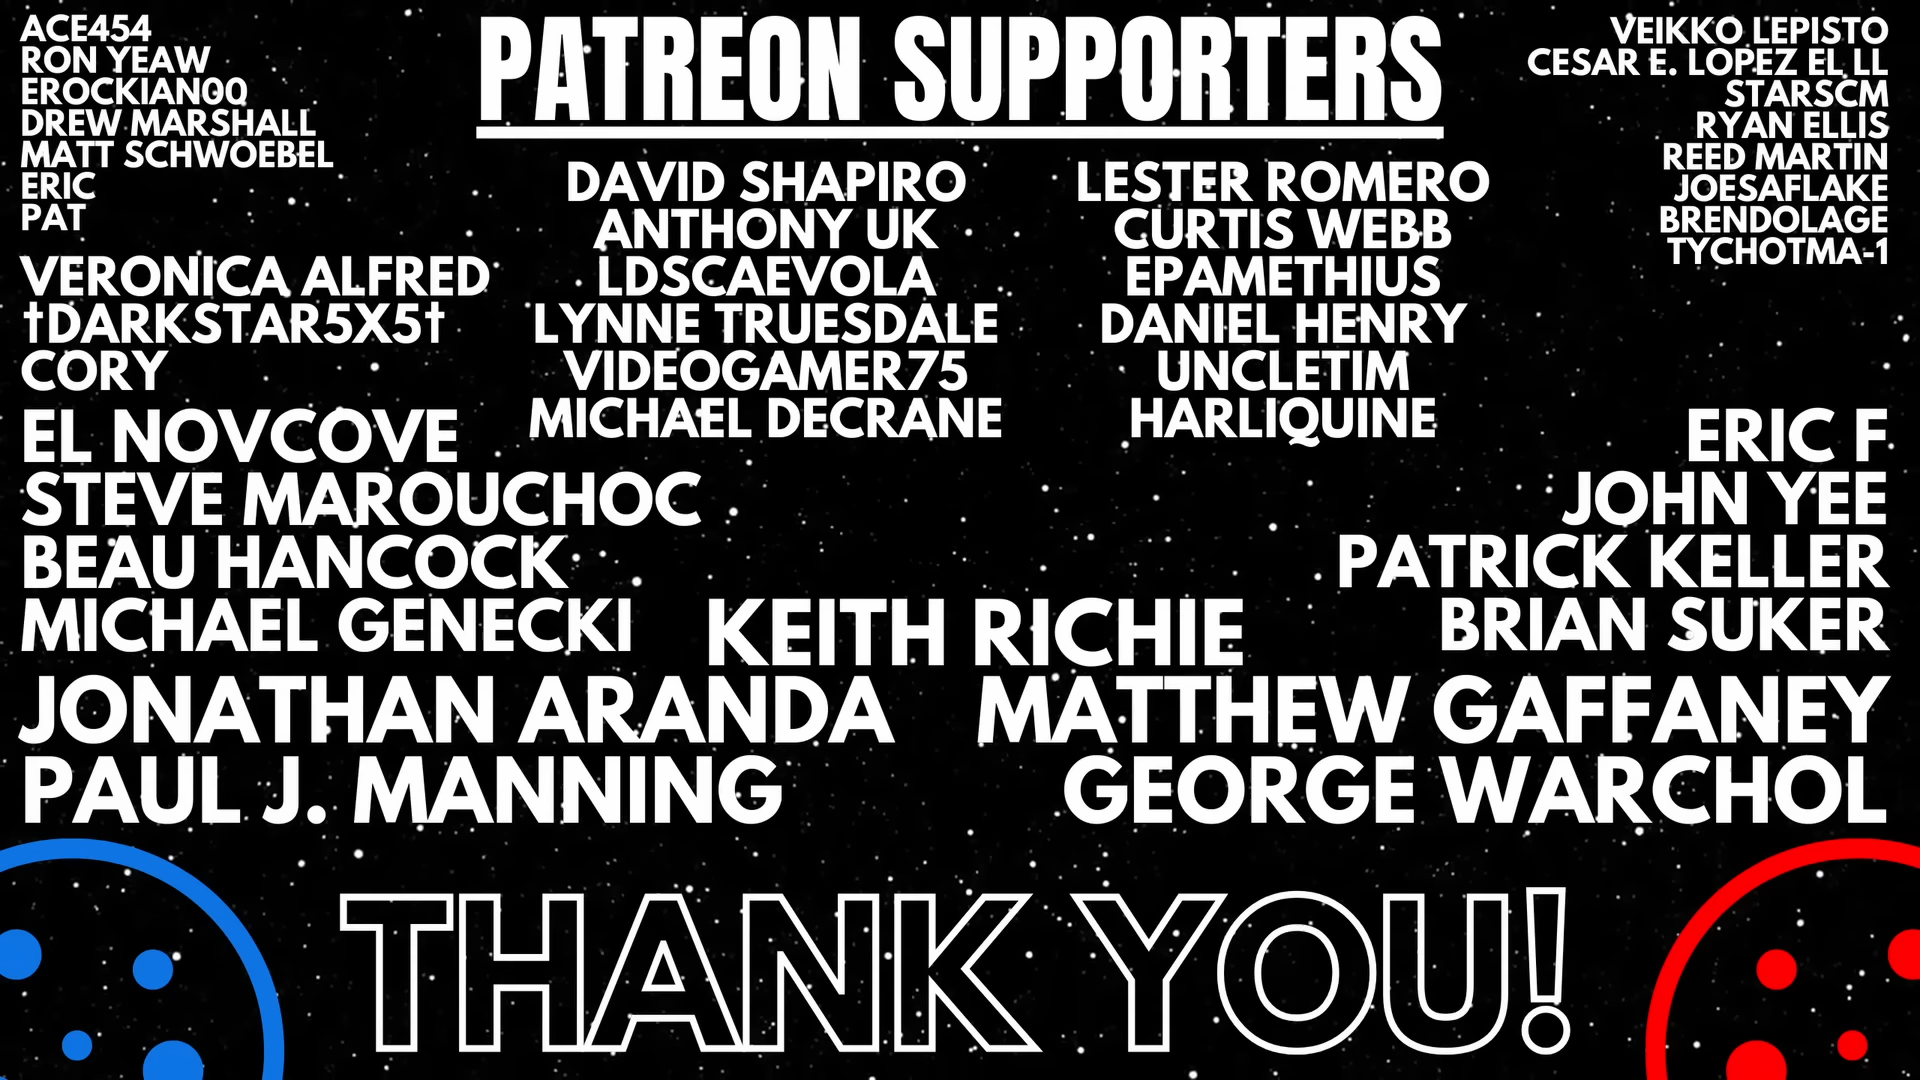 PATREON SUPPORTERS
ACE454
RON YEAW
EROCKIAN00
DREW MARSHALL
MATT SCHWOEBEL
ERIC
PAT
VERONICA ALFRED
†DARKSTAR5X5†
CORY
EL NOVCOVE
STEVE MAROUCHOC
BEAU HANCOCK
MICHAEL GENECKI
JONATHAN ARANDA
PAUL J. MANNING
DAVID SHAPIRO
ANTHONY UK
LDSCAEVOLA
LYNNE TRUESDALE
VIDEOGAMER75
MICHAEL DECRANE
LESTER ROMERO
CURTIS WEBB
EPAMETHIUS
DANIEL HENRY
UNCLETIM
HARLIQUINE
KEITH RICHIE
VEIKKO LEPISTO
CESAR E. LOPEZ EL LL
STARSCM
RYAN ELLIS
REED MARTIN
JOESAFLAKE
BRENDOLAGE
TYCHOTMA-1
ERIC F
JOHN YEE
PATRICK KELLER
BRIAN SUKER
MATTHEW GAFFANEY
GEORGE WARCHOL
THANK YOU!